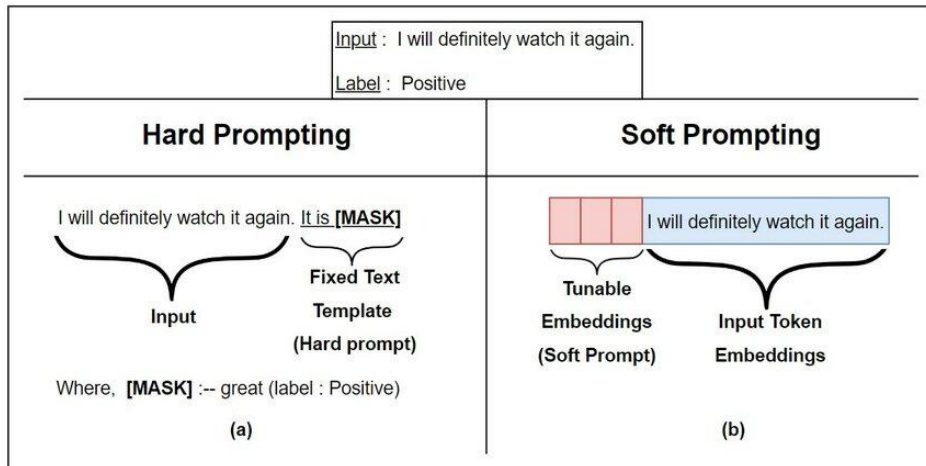 Input : I will definitely watch it again.
Label : Positive
Hard Prompting
Soft Prompting
I will definitely watch it again. It is [MASK]
Input
Fixed Text
Template
(Hard prompt)
Where, [MASK] :-- great (label : Positive)
(a)
I will definitely watch it again.
Tunable
Embeddings
(Soft Prompt)
Input Token
Embeddings
(b)